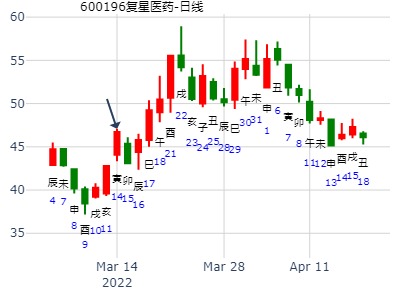 600196复星医药-日线
60
55
50
45
40
35
辰 未 申 酉 戌 亥 寅 卯 辰 巳 午 酉 戌 亥 子 丑 辰 巳 午 未 申 丑 寅 卯 午 未 申 酉 戌 丑
4 7 8 9 10 11 14 15 16 17 18 21 22 23 24 25 28 29 30 31 1 6 7 8 11 12 13 14 15 18
Mar 14 Mar 28 Apr 11
2022